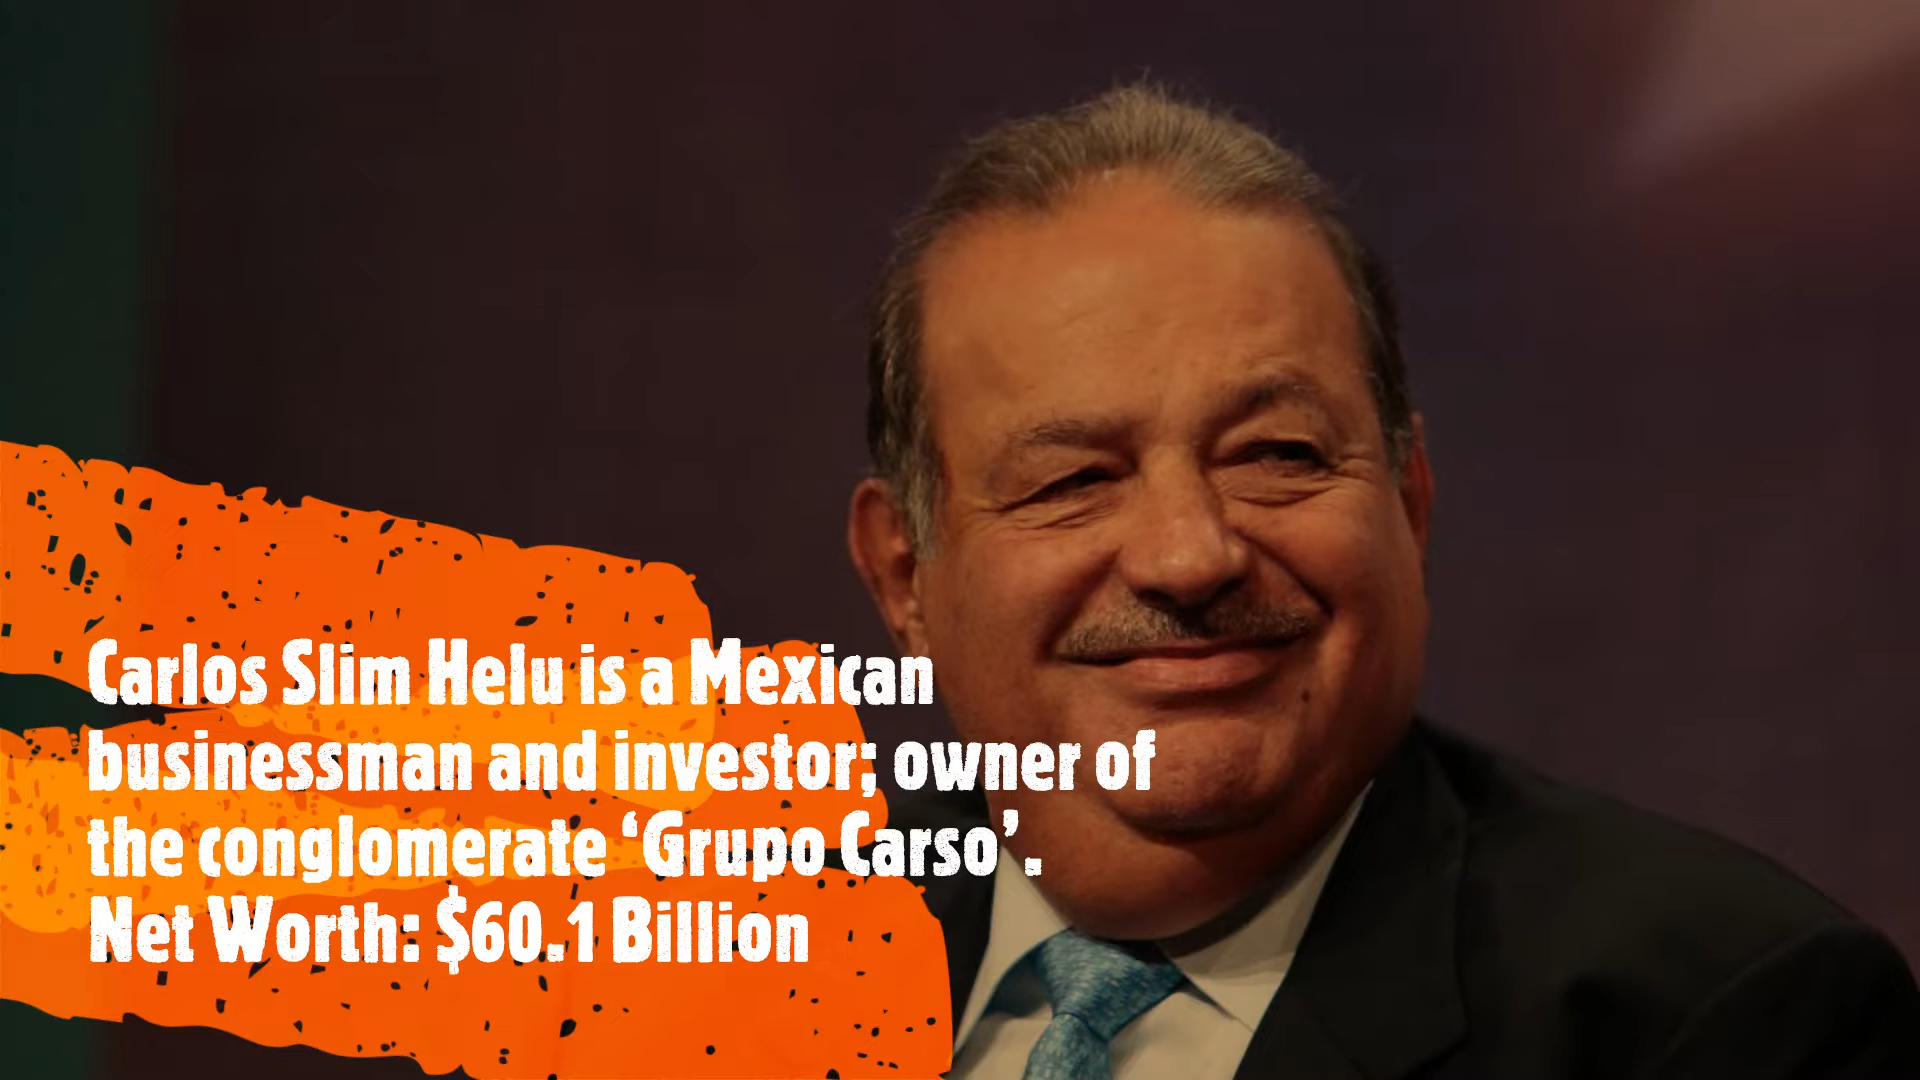 Carlos Slim Helu is a Mexican
businessman and investor; owner of
the conglomerate ‘Grupo Carso’.
Net Worth: $60.1 Billion